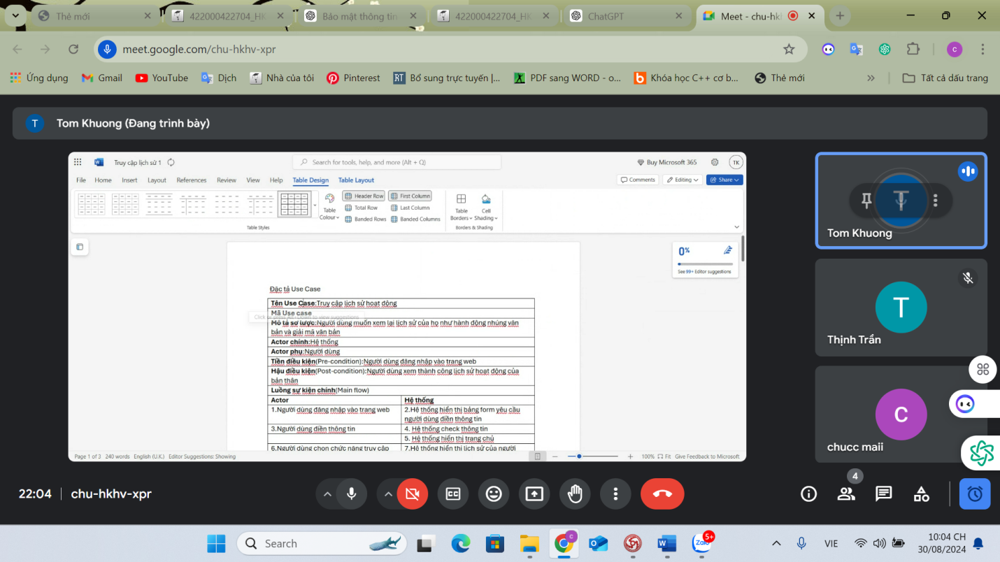 Thẻ mới
422000422704_HK
Bảo mật thông tin
422000422704_HK
ChatGPT
Meet - chu-hkh
meet.google.com/chu-hkhv-xpr
C
Ứng dụng
Gmail
YouTube
Dịch
Nhà của tôi
Pinterest
RT
Bổ sung trực tuyến |...
PDF sang WORD - o...
Khóa học C++ cơ b...
Thẻ mới
Tất cả dấu trang
T
Tom Khuong (Đang trình bày)
Truy cập lịch sử 1
Search for tools, help, and more (Alt + Q)
Buy Microsoft 365
TK
File Home Insert Layout References Review View Help Table Design Table Layout
Comments
Editing
Share
Header Row First Column
Total Row Last Column
Banded Rows Banded Columns
Table Colour
Table Borders
Cell Shading
Table Styles
Borders & Shading
0%
See 99+ Editor suggestions
Đặc tả Use Case
Tên Use Case:Truy cập lịch sử hoạt động
Mã Use case
Mô tả sơ lược:Người dùng muốn xem lại lịch sử của họ như hành động nhúng văn
bản và giải mã văn bản
Actor chính:Hệ thống
Actor phụ:Người dùng
Tiền điều kiện(Pre-condition):Người dùng đăng nhập vào trang web
Hậu điều kiện(Post-condition):Người dùng xem thành công lịch sử hoạt động của
bản thân
Luồng sự kiện chính(Main flow)
Actor Hệ thống
1.Người dùng đăng nhập vào trang web 2.Hệ thống hiển thị bảng form yêu cầu
người dùng điền thông tin
3.Người dùng điền thông tin 4. Hệ thống check thông tin
5. Hệ thống hiển thị trang chủ
6.Người dùng chọn chức năng truy cập 7.Hệ thống hiển thị lịch sử của người
Page 1 of 3 240 words English (U.K.) Editor Suggestions: Showing
100% Fit Give Feedback to Microsoft
T
Tom Khuong
T
Thịnh Trần
C
chucc maii
22:04 chu-hkhv-xpr
CC
4
Search
C
Zalo
5+
VIE
10:04 CH
30/08/2024